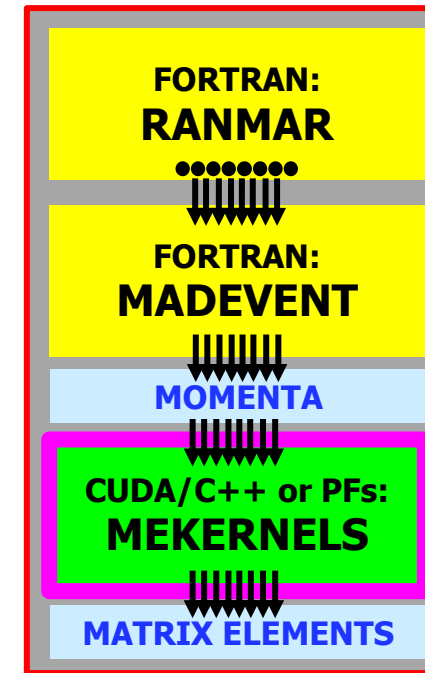 FORTRAN:
RANMAR
FORTRAN:
MADEVENT
MOMENTA
CUDA/C++ or PFs:
MEKERNELS
MATRIX ELEMENTS